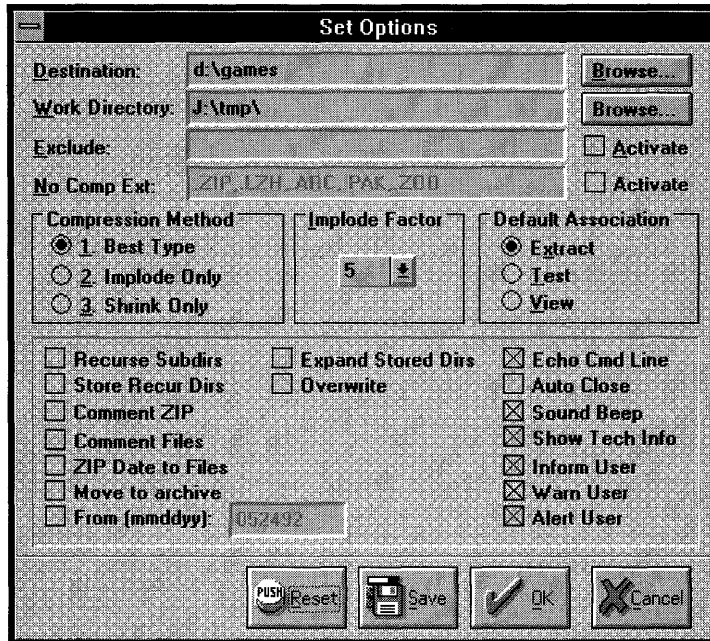 Set Options
Destination: d:\games Browse...
Work Directory: J:\tmp\ Browse...
Exclude: Activate
No Comp Ext: .ZIP,.LZH,.ARC,.PAK,.ZOO Activate
Compression Method Implode Factor Default Association
1. Best Type 5 Extract
2. Implode Only Test
3. Shrink Only View
Recurse Subdirs Expand Stored Dirs Echo Cmd Line
Store Recur Dirs Overwrite Auto Close
Comment ZIP Sound Beep
Comment Files Show Tech Info
ZIP Date to Files Inform User
Move to archive Warn User
From (mmddyy): 052492 Alert User
PUSH Reset Save OK Cancel